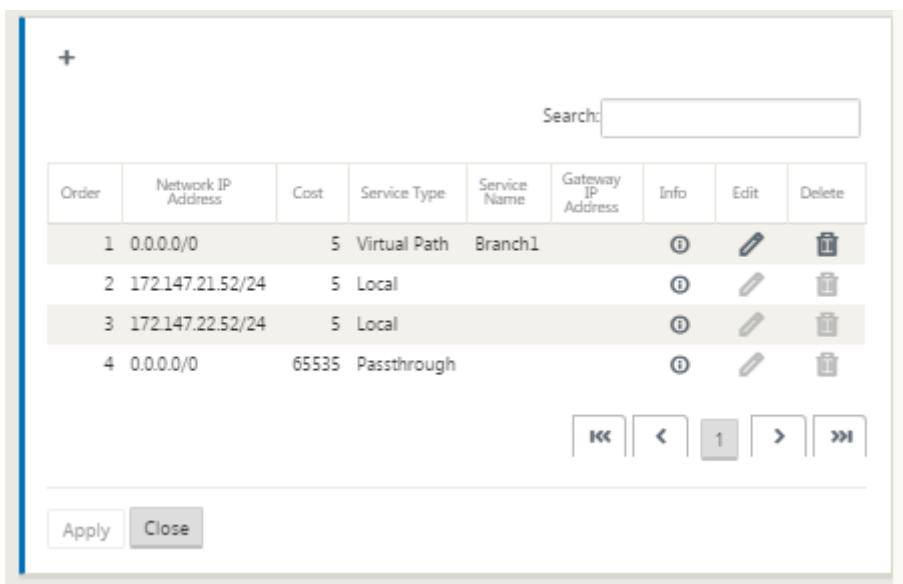 +
Search:
Order Network IP Address Cost Service Type Service Name Gateway IP Address Info Edit Delete
1 0.0.0.0/0 5 Virtual Path Branch1
2 172.147.21.52/24 5 Local
3 172.147.22.52/24 5 Local
4 0.0.0.0/0 65535 Passthrough
1
Apply Close